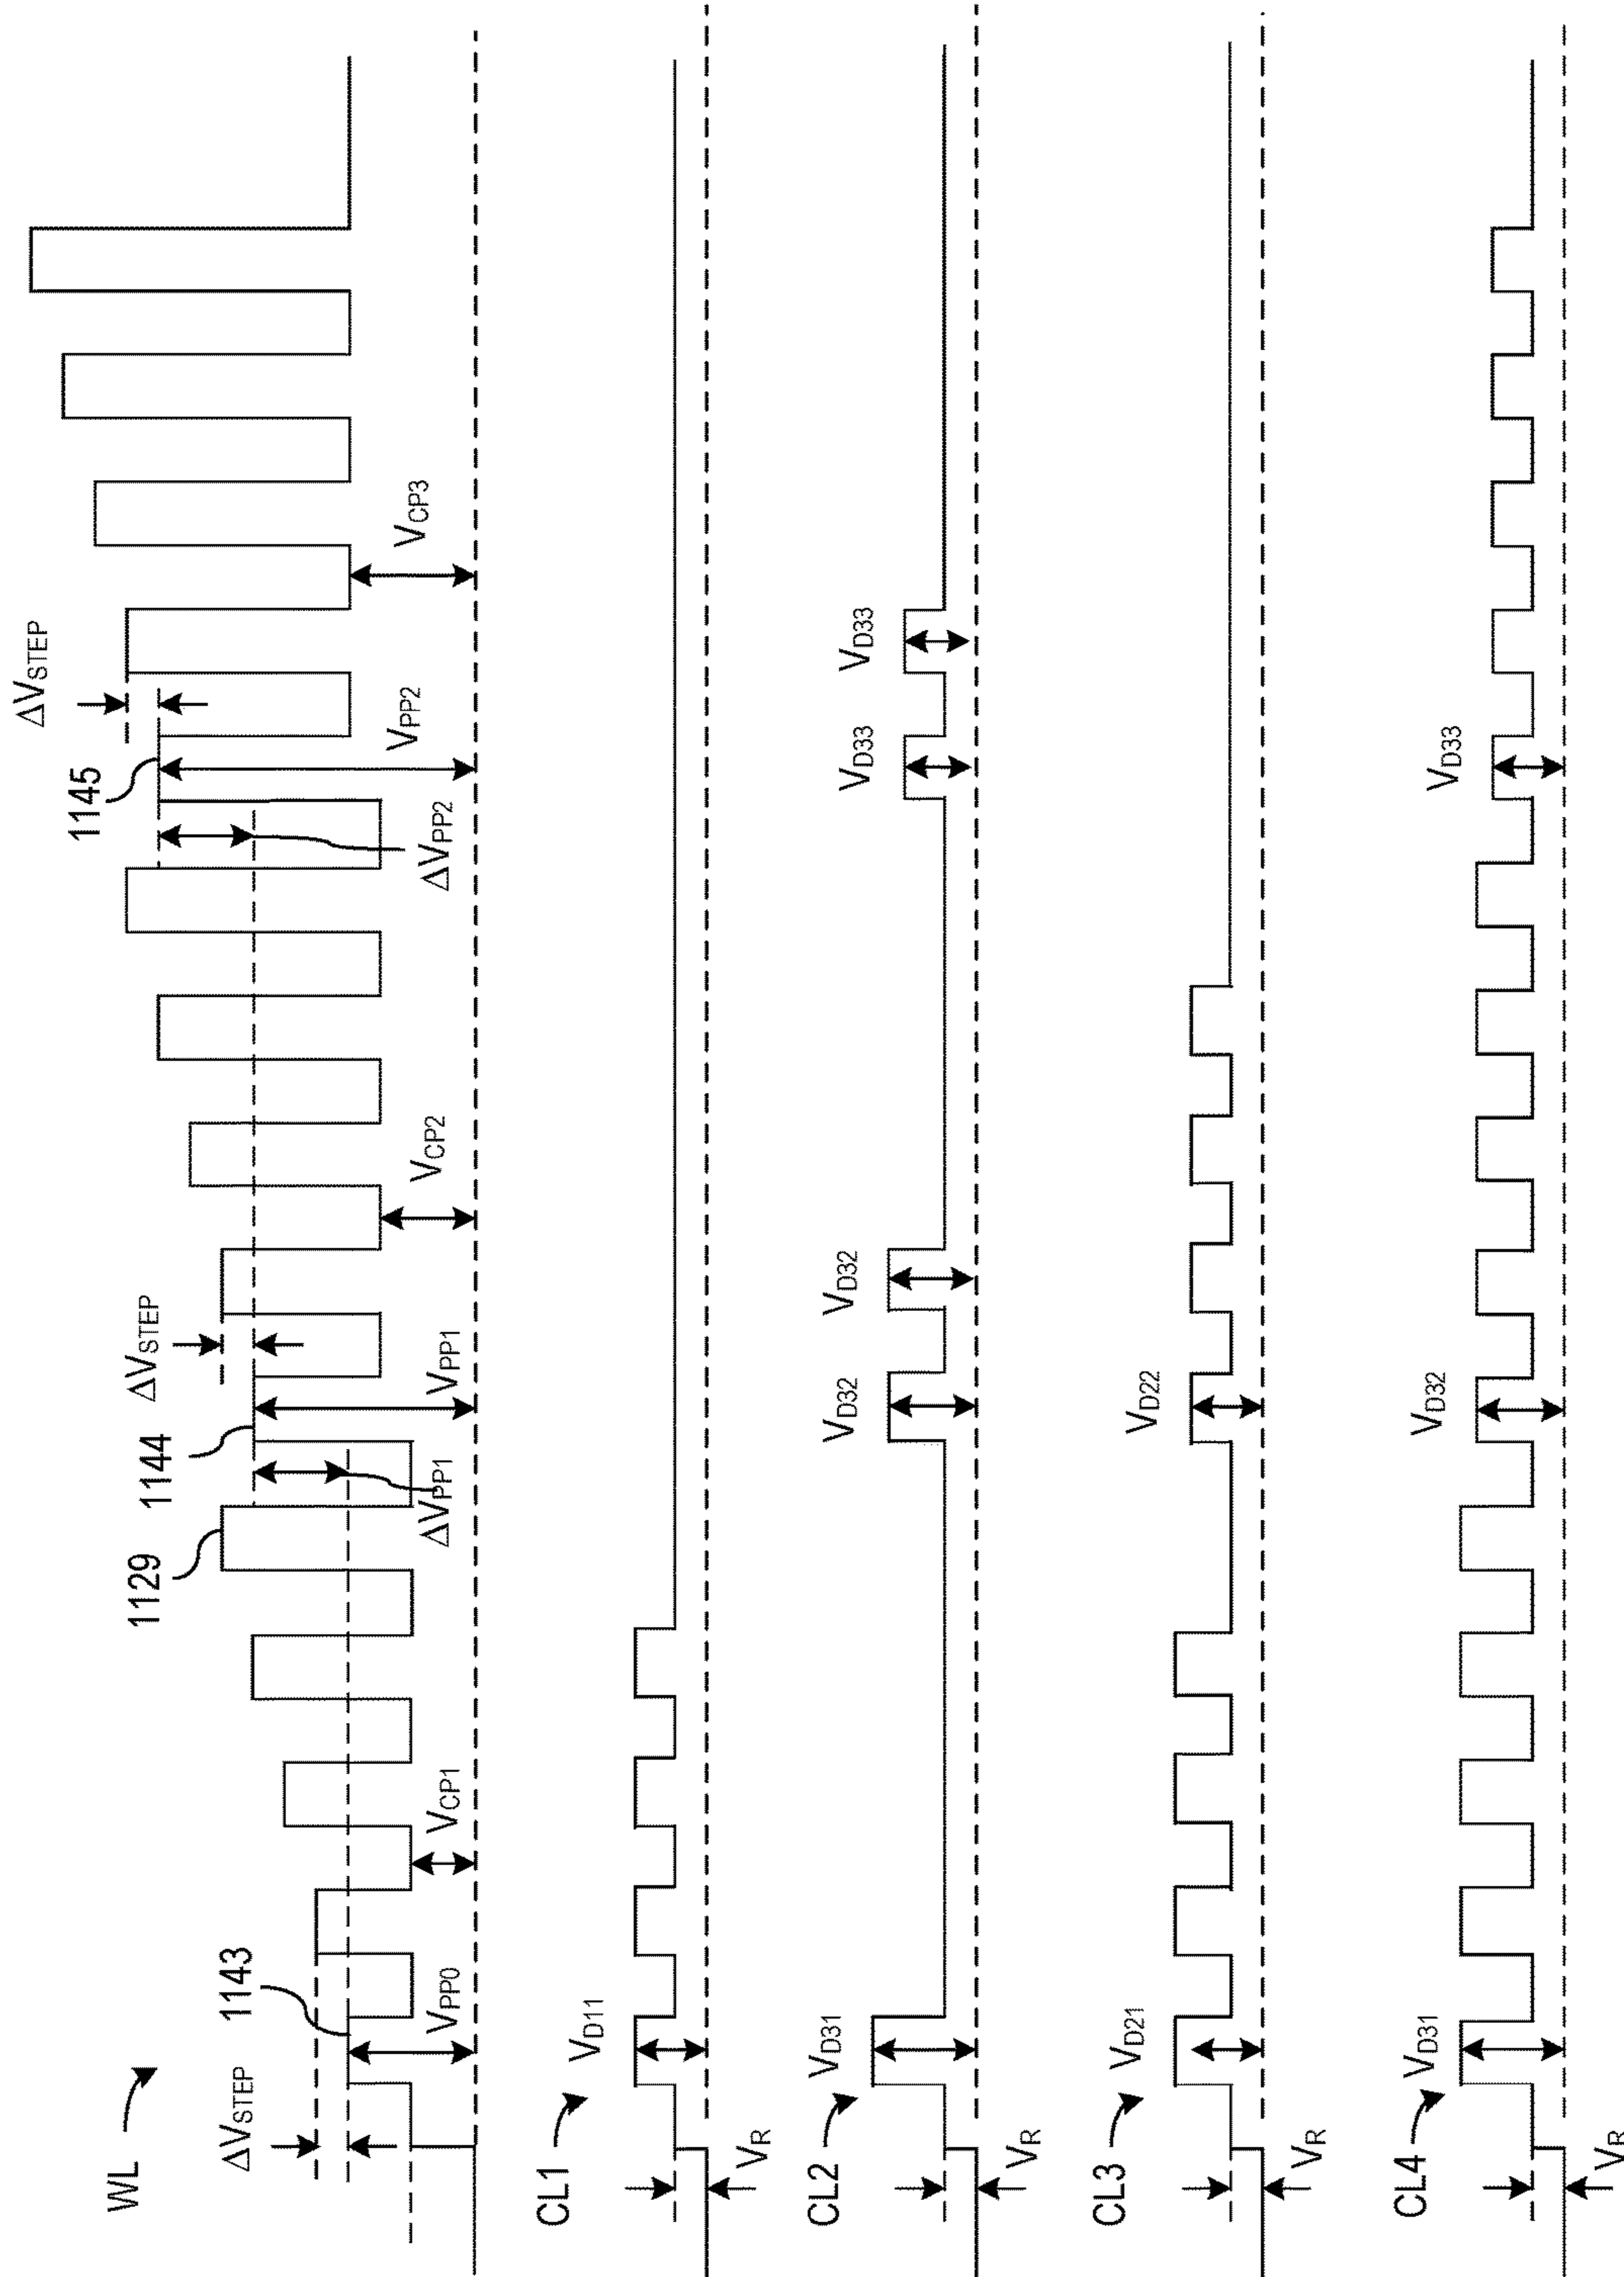 WL
ΔVSTEP
1143
VPP0
VCP1
1129
ΔVPP1
1144
VPP1
ΔVSTEP
VCP2
ΔVPP2
1145
VPP2
ΔVSTEP
VCP3
CL1
VR
VD11
CL2
VR
VD31
VD32
VD32
VD33
VD33
CL3
VR
VD21
VD22
CL4
VR
VD31
VD32
VD33